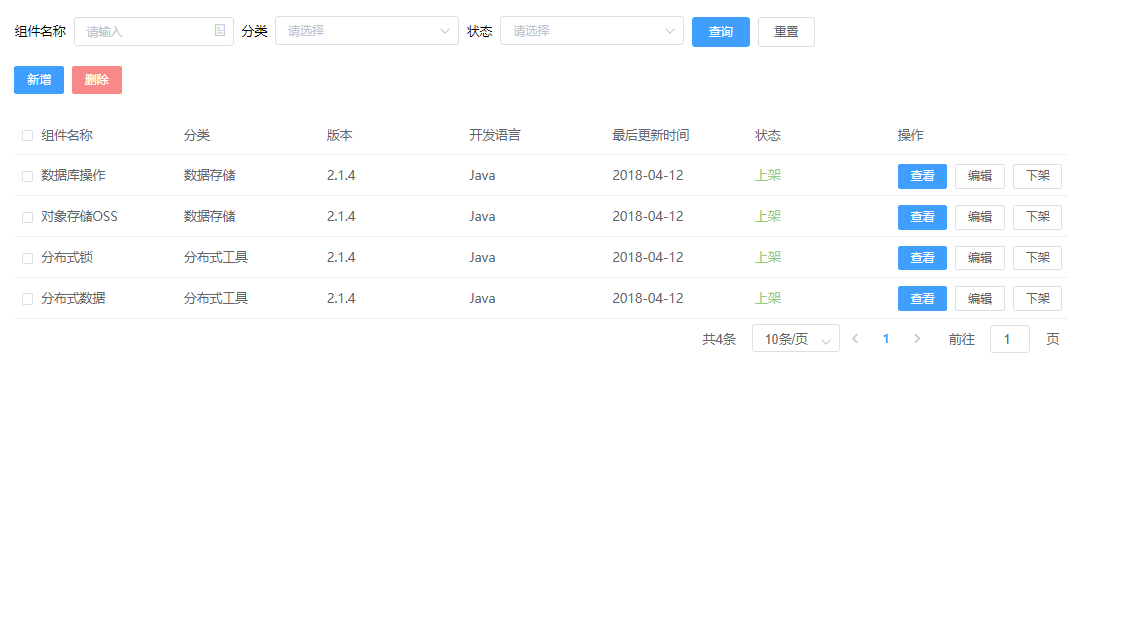 组件名称 请输入 分类 请选择 状态 请选择 查询 重置
新增 删除
组件名称 分类 版本 开发语言 最后更新时间 状态 操作
数据库操作 数据存储 2.1.4 Java 2018-04-12 上架 查看 编辑 下架
对象存储OSS 数据存储 2.1.4 Java 2018-04-12 上架 查看 编辑 下架
分布式锁 分布式工具 2.1.4 Java 2018-04-12 上架 查看 编辑 下架
分布式数据 分布式工具 2.1.4 Java 2018-04-12 上架 查看 编辑 下架
共4条 10条/页 1 前往 1 页